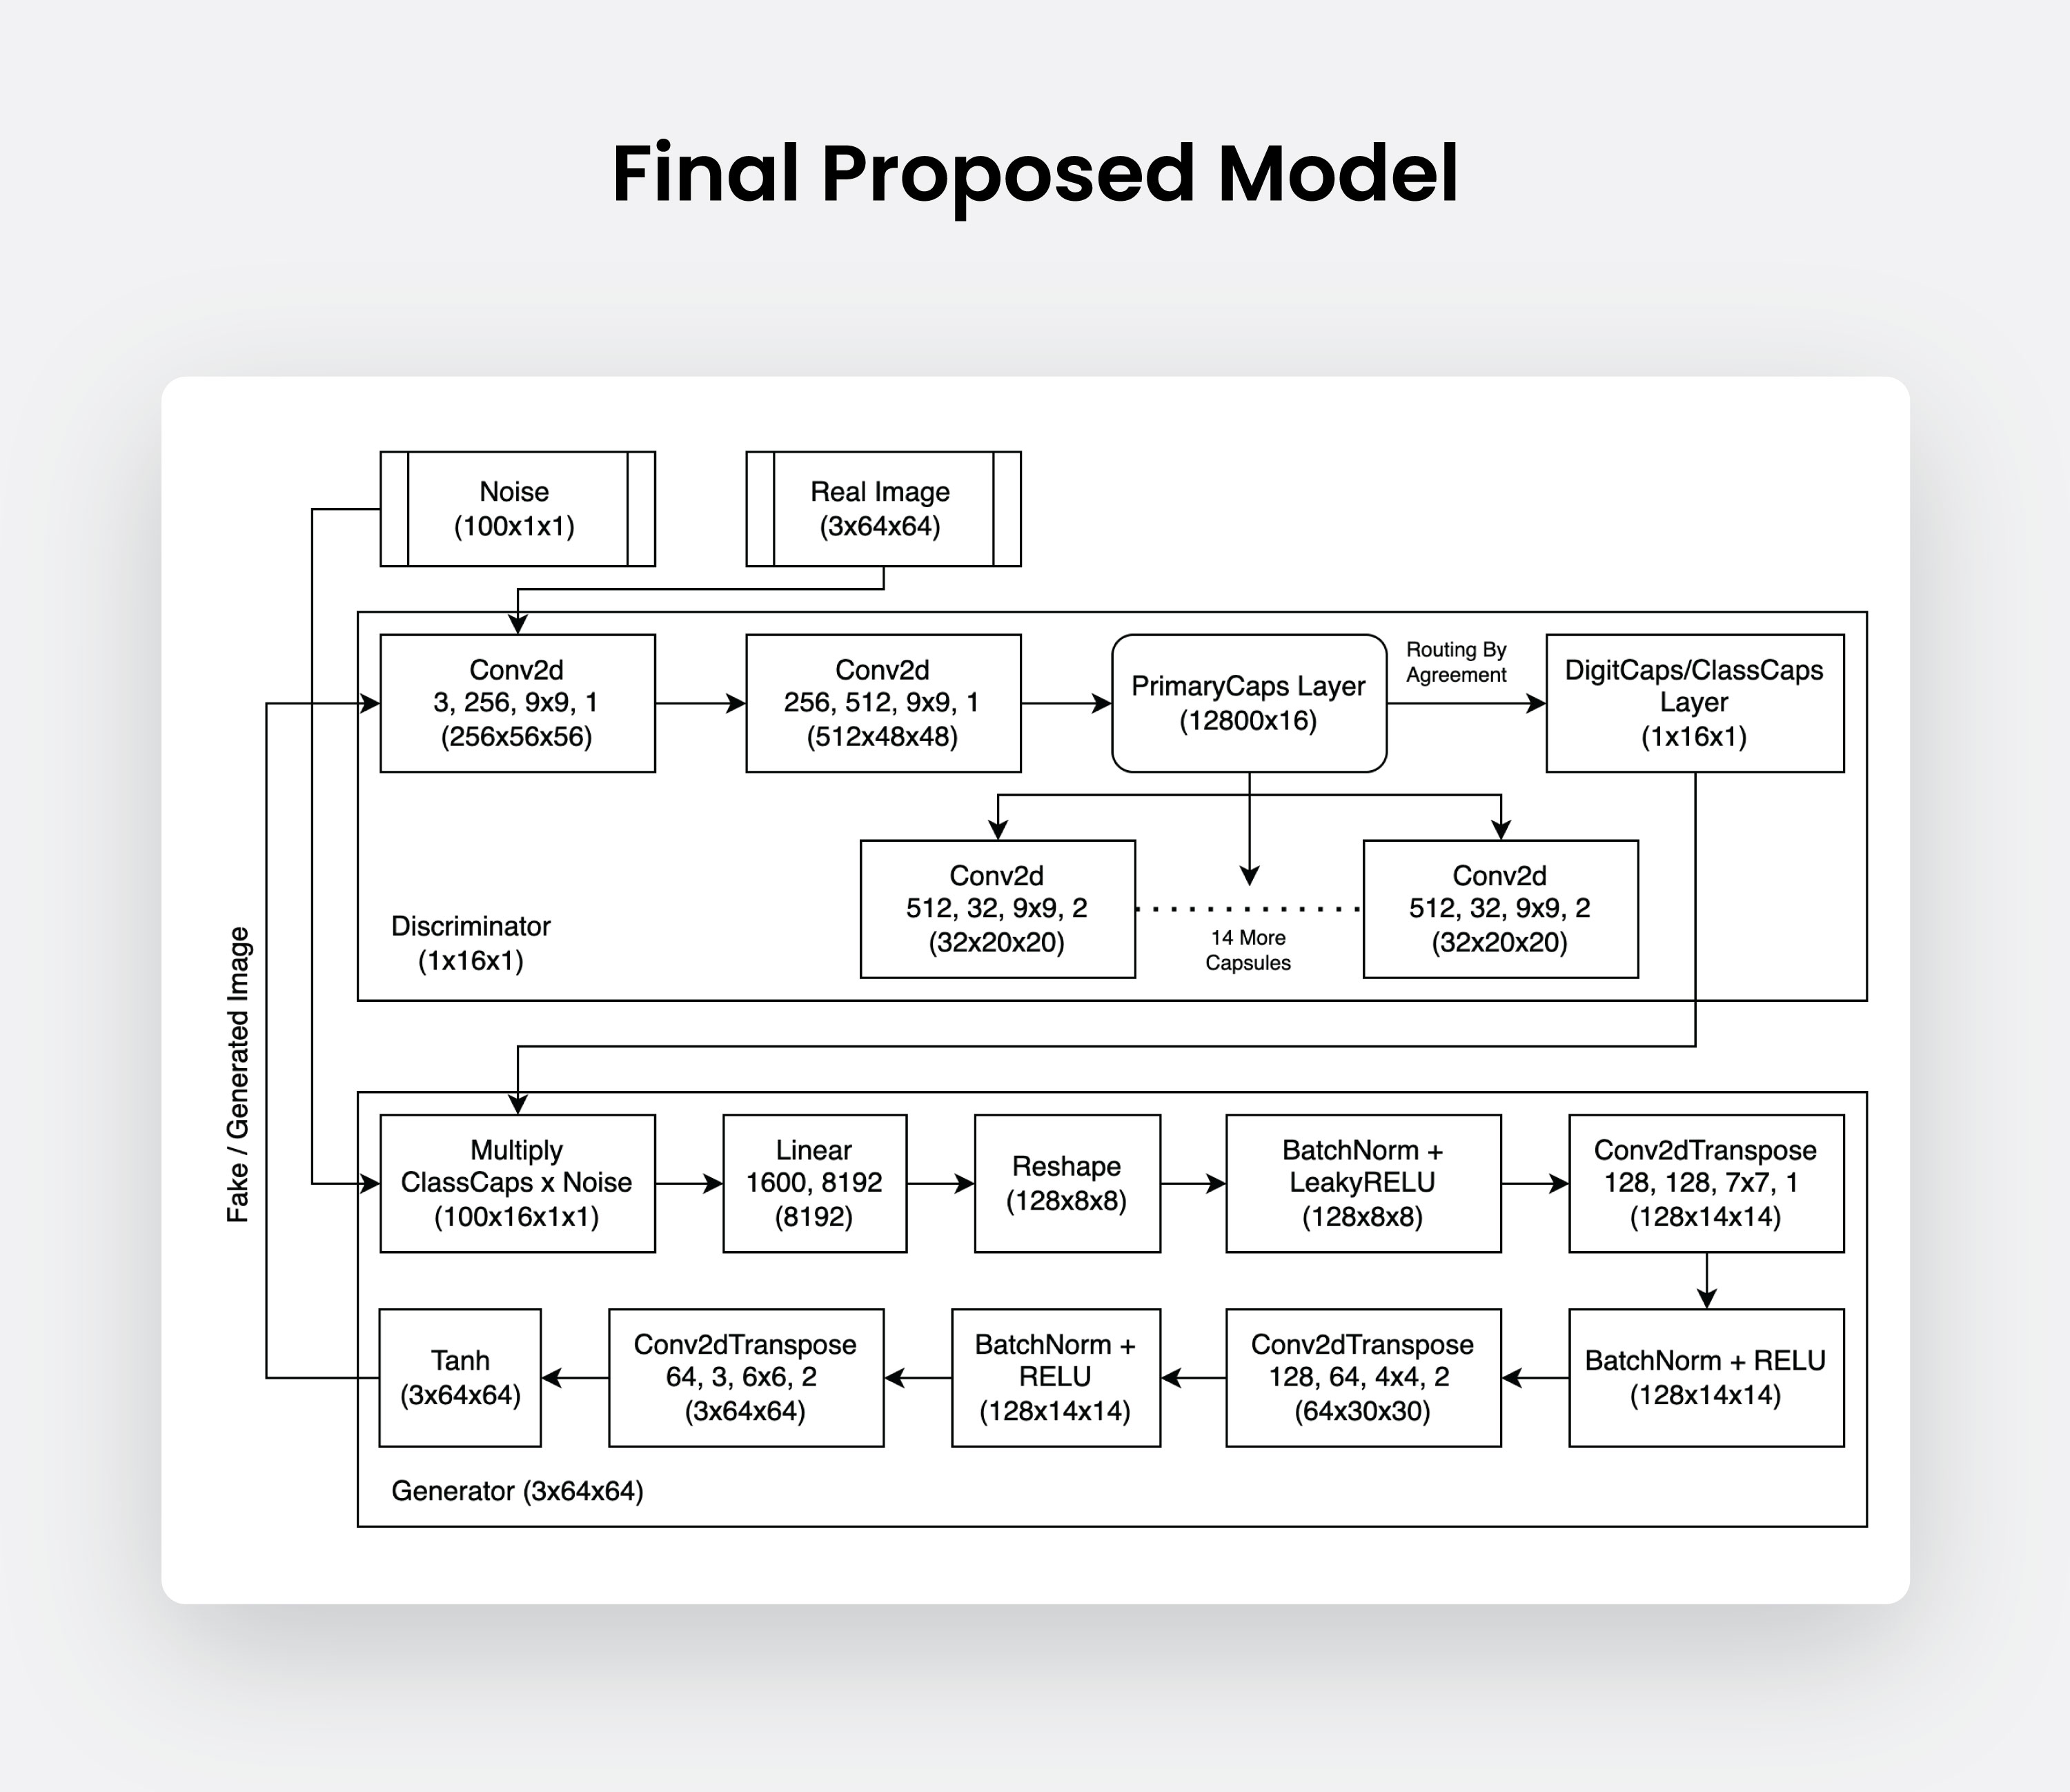 Final Proposed Model
Noise
(100x1x1)
Real Image
(3x64x64)
Conv2d
3, 256, 9x9, 1
(256x56x56)
Conv2d
256, 512, 9x9, 1
(512x48x48)
PrimaryCaps Layer
(12800x16)
Routing By
Agreement
DigitCaps/ClassCaps
Layer
(1x16x1)
Conv2d
512, 32, 9x9, 2
(32x20x20)
14 More
Capsules
Conv2d
512, 32, 9x9, 2
(32x20x20)
Discriminator
(1x16x1)
Fake / Generated Image
Multiply
ClassCaps x Noise
(100x16x1x1)
Linear
1600, 8192
(8192)
Reshape
(128x8x8)
BatchNorm +
LeakyRELU
(128x8x8)
Conv2dTranspose
128, 128, 7x7, 1
(128x14x14)
Tanh
(3x64x64)
Conv2dTranspose
64, 3, 6x6, 2
(3x64x64)
BatchNorm +
RELU
(128x14x14)
Conv2dTranspose
128, 64, 4x4, 2
(64x30x30)
BatchNorm + RELU
(128x14x14)
Generator (3x64x64)